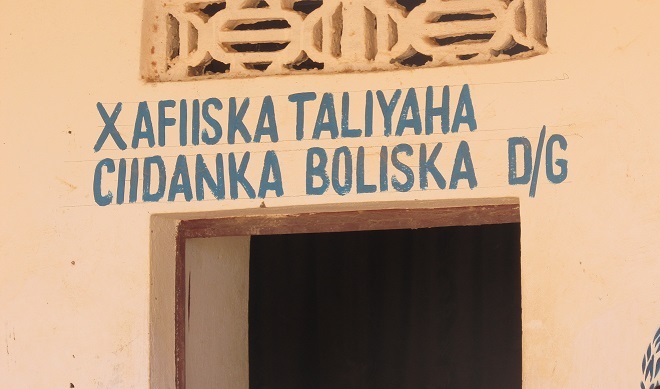 XAFIISKA TALIYAHA
CIIDANKA BOLISKA D/G